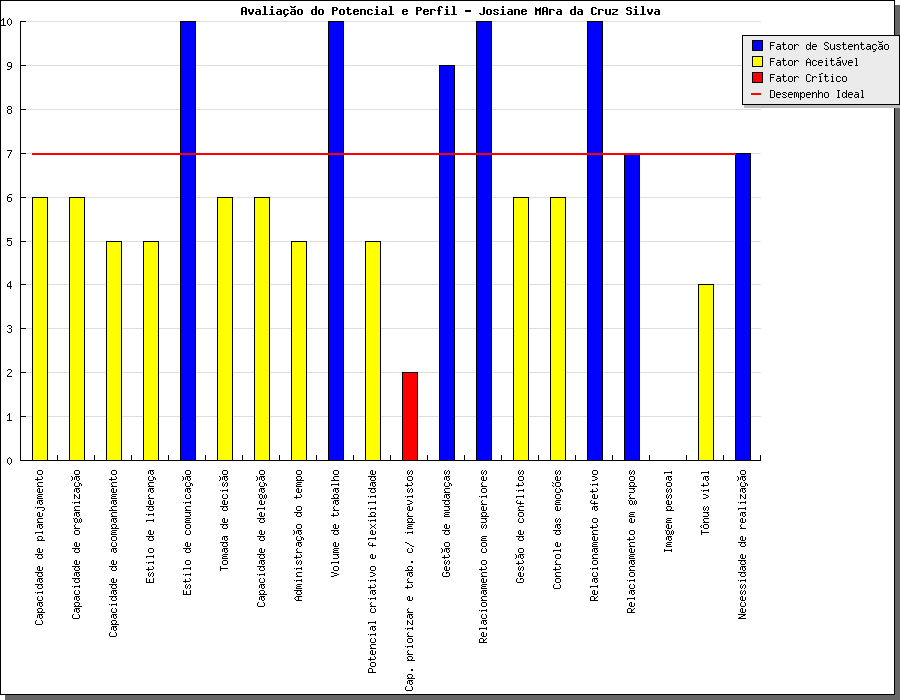 Avaliação do Potencial e Perfil - Josiane MAra da Cruz Silva
Fator de Sustentação
Fator Aceitável
Fator Crítico
Desempenho Ideal
10
9
8
7
6
5
4
3
2
1
0
Capacidade de planejamento
Capacidade de organização
Capacidade de acompanhamento
Estilo de liderança
Estilo de comunicação
Tomada de decisão
Capacidade de delegação
Administração do tempo
Volume de trabalho
Potencial criativo e flexibilidade
Cap. priorizar e trab. c/ imprevistos
Gestão de mudanças
Relacionamento com superiores
Gestão de conflitos
Controle das emoções
Relacionamento afetivo
Relacionamento em grupos
Imagem pessoal
Tônus vital
Necessidade de realização